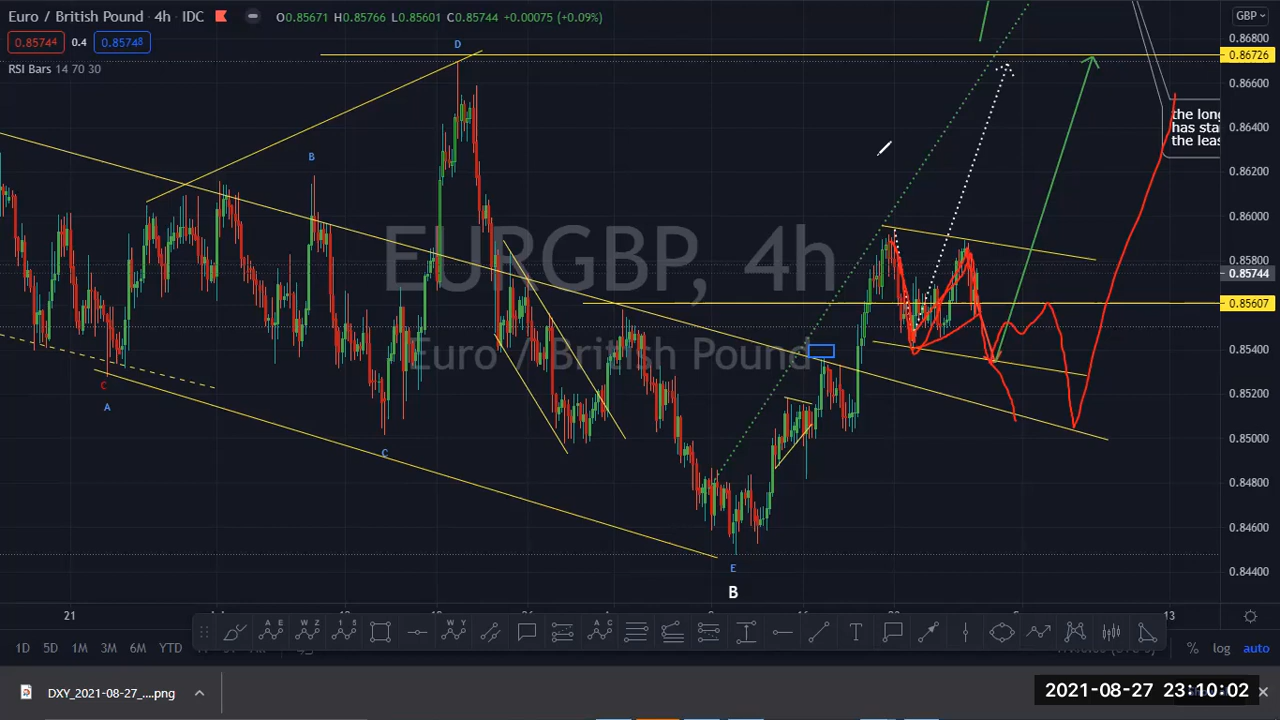 Euro / British Pound · 4h · IDC O0.85671 H0.85766 L0.85601 C0.85744 +0.00075 (+0.09%)
GBP
0.85744 0.4 0.85748
RSI Bars 14 70 30
0.86800
0.86726
0.86600
0.86400
0.86000
0.85800
0.85744
0.85607
0.85400
0.85200
0.85000
0.84800
0.84600
0.84400
the long
has sta
the leas
D
B
C
A
C
E
B
EURGBP, 4h
Euro / British Pound
21
13
A E W Z 1 5 W Y A C T
1D 5D 1M 3M 6M YTD
% log auto
DXY_2021-08-27_....png
2021-08-27 23:10:02